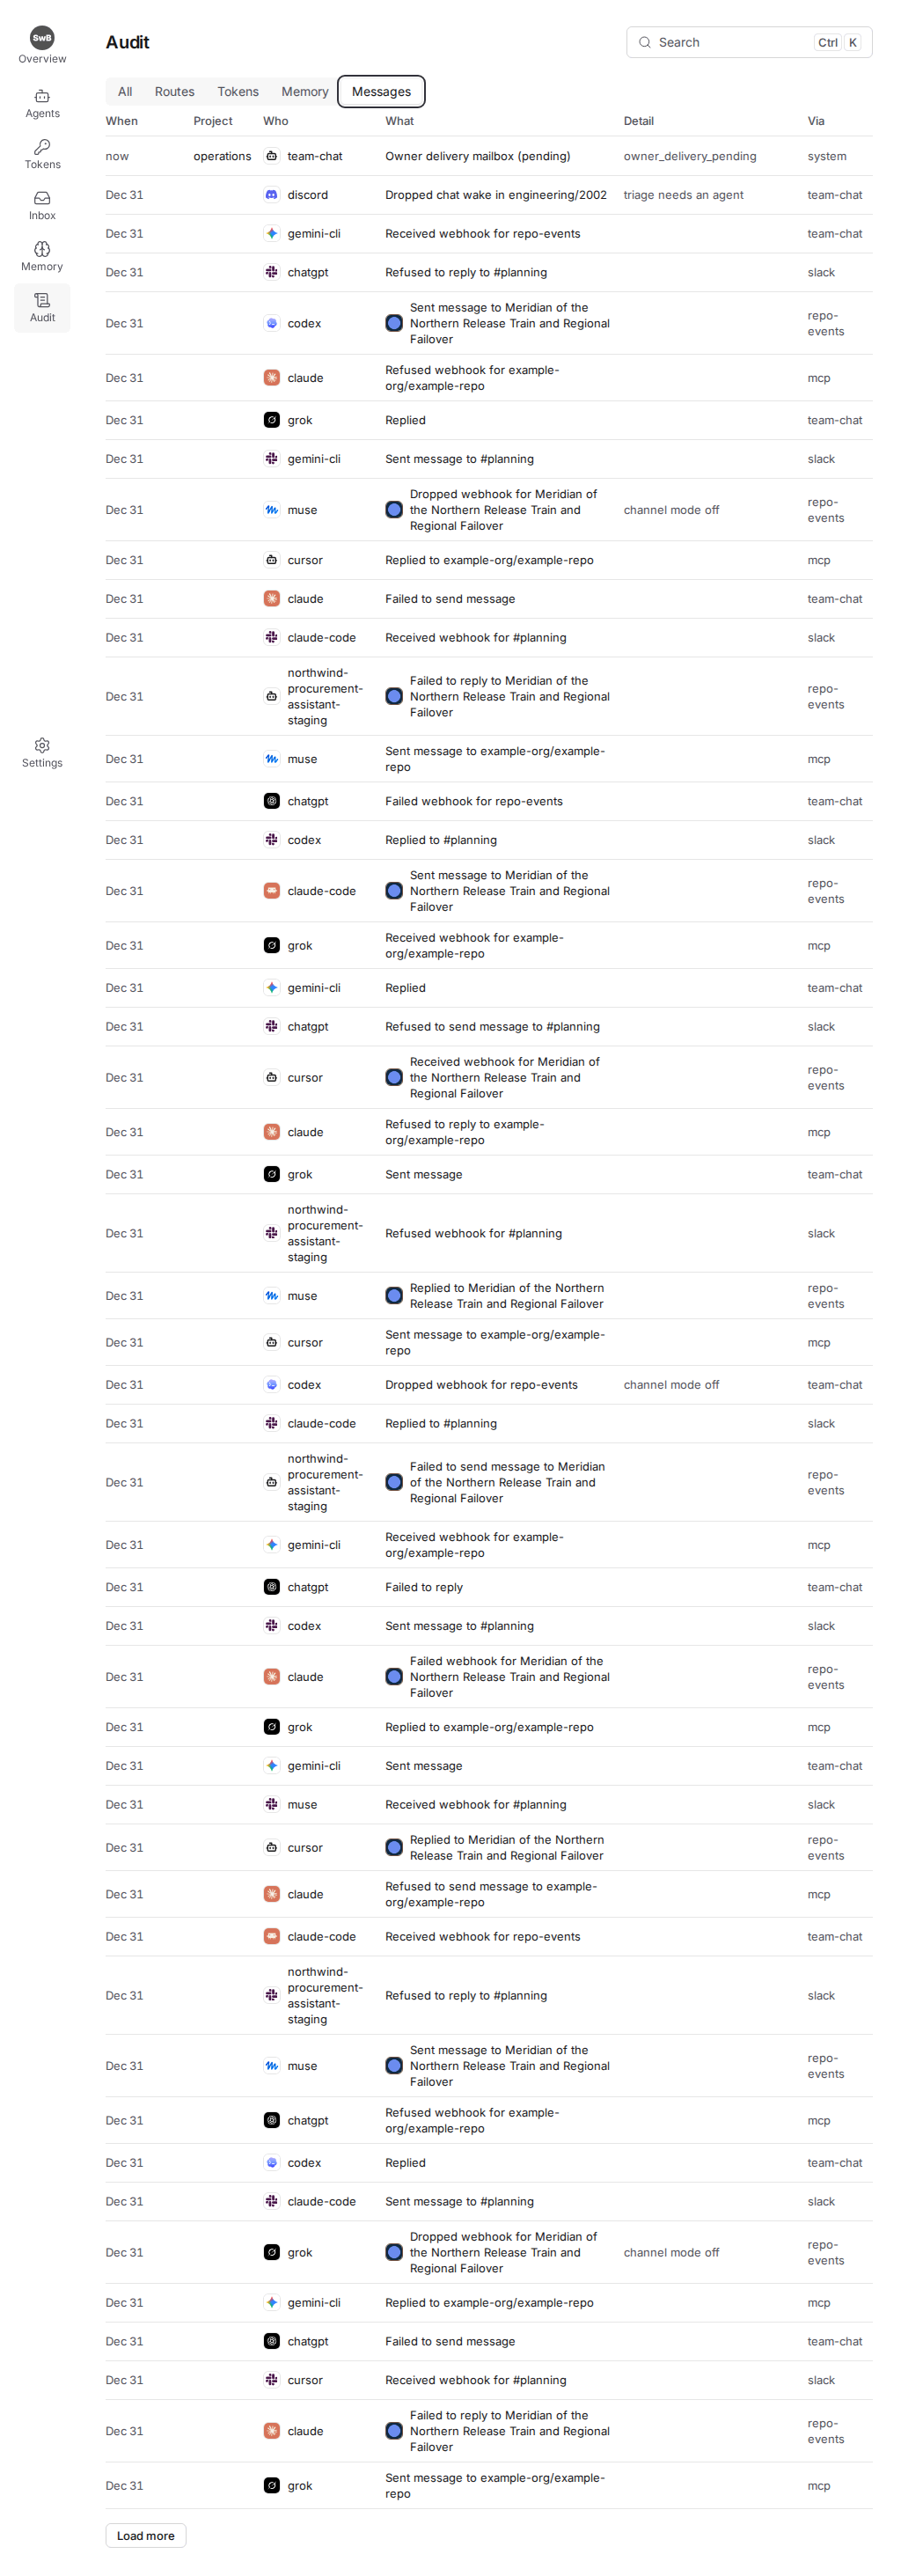 SwB
Overview
Agents
Tokens
Inbox
Memory
Audit
Settings
Audit
Search Ctrl K
All Routes Tokens Memory Messages
When Project Who What Detail Via
now operations team-chat Owner delivery mailbox (pending) owner_delivery_pending system
Dec 31 discord Dropped chat wake in engineering/2002 triage needs an agent team-chat
Dec 31 gemini-cli Received webhook for repo-events team-chat
Dec 31 chatgpt Refused to reply to #planning slack
Dec 31 codex Sent message to Meridian of the
Northern Release Train and Regional
Failover
repo-
events
Dec 31 claude Refused webhook for example-
org/example-repo
mcp
Dec 31 grok Replied team-chat
Dec 31 gemini-cli Sent message to #planning slack
Dec 31 muse Dropped webhook for Meridian of
the Northern Release Train and
Regional Failover
channel mode off
repo-
events
Dec 31 cursor Replied to example-org/example-repo mcp
Dec 31 claude Failed to send message team-chat
Dec 31 claude-code Received webhook for #planning slack
Dec 31
northwind-
procurement-
assistant-
staging
Failed to reply to Meridian of the
Northern Release Train and Regional
Failover
repo-
events
Dec 31 muse Sent message to example-org/example-
repo
mcp
Dec 31 chatgpt Failed webhook for repo-events team-chat
Dec 31 codex Replied to #planning slack
Dec 31 claude-code Sent message to Meridian of the
Northern Release Train and Regional
Failover
repo-
events
Dec 31 grok Received webhook for example-
org/example-repo
mcp
Dec 31 gemini-cli Replied team-chat
Dec 31 chatgpt Refused to send message to #planning slack
Dec 31 cursor Received webhook for Meridian of
the Northern Release Train and
Regional Failover
repo-
events
Dec 31 claude Refused to reply to example-
org/example-repo
mcp
Dec 31 grok Sent message team-chat
Dec 31
northwind-
procurement-
assistant-
staging
Refused webhook for #planning slack
Dec 31 muse Replied to Meridian of the Northern
Release Train and Regional Failover
repo-
events
Dec 31 cursor Sent message to example-org/example-
repo
mcp
Dec 31 codex Dropped webhook for repo-events channel mode off team-chat
Dec 31 claude-code Replied to #planning slack
Dec 31
northwind-
procurement-
assistant-
staging
Failed to send message to Meridian
of the Northern Release Train and
Regional Failover
repo-
events
Dec 31 gemini-cli Received webhook for example-
org/example-repo
mcp
Dec 31 chatgpt Failed to reply team-chat
Dec 31 codex Sent message to #planning slack
Dec 31 claude Failed webhook for Meridian of the
Northern Release Train and Regional
Failover
repo-
events
Dec 31 grok Replied to example-org/example-repo mcp
Dec 31 gemini-cli Sent message team-chat
Dec 31 muse Received webhook for #planning slack
Dec 31 cursor Replied to Meridian of the Northern
Release Train and Regional Failover
repo-
events
Dec 31 claude Refused to send message to example-
org/example-repo
mcp
Dec 31 claude-code Received webhook for repo-events team-chat
Dec 31
northwind-
procurement-
assistant-
staging
Refused to reply to #planning slack
Dec 31 muse Sent message to Meridian of the
Northern Release Train and Regional
Failover
repo-
events
Dec 31 chatgpt Refused webhook for example-
org/example-repo
mcp
Dec 31 codex Replied team-chat
Dec 31 claude-code Sent message to #planning slack
Dec 31 grok Dropped webhook for Meridian of
the Northern Release Train and
Regional Failover
channel mode off
repo-
events
Dec 31 gemini-cli Replied to example-org/example-repo mcp
Dec 31 chatgpt Failed to send message team-chat
Dec 31 cursor Received webhook for #planning slack
Dec 31 claude Failed to reply to Meridian of the
Northern Release Train and Regional
Failover
repo-
events
Dec 31 grok Sent message to example-org/example-
repo
mcp
Load more